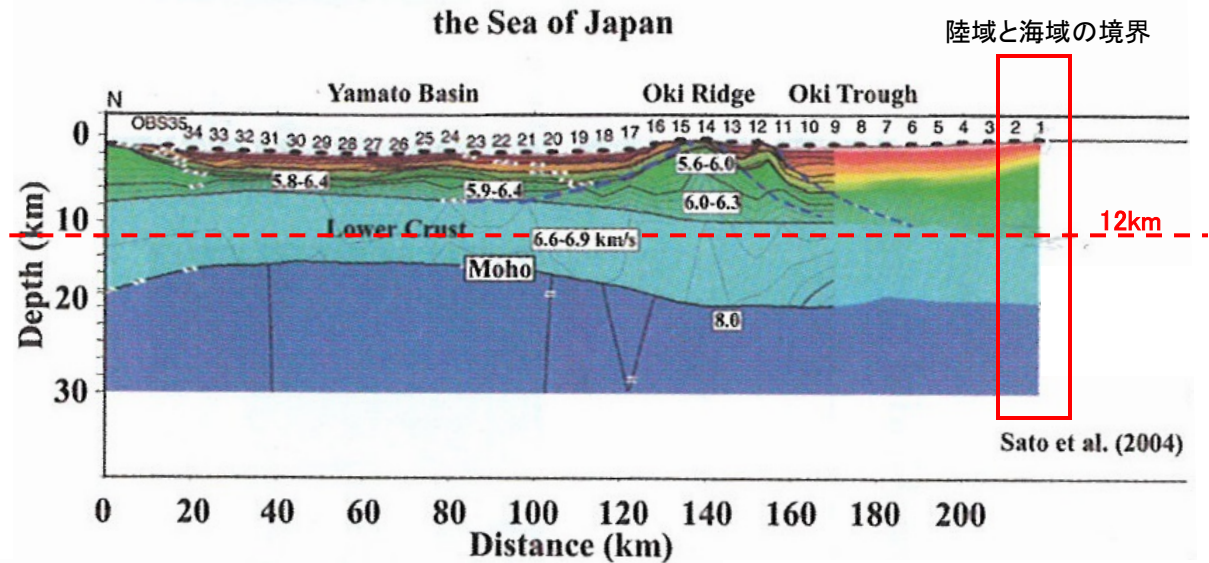 the Sea of Japan
陸域と海域の境界
N
Yamato Basin
Oki Ridge
Oki Trough
OBS35 34 33 32 31 30 29 28 27 26 25 24 23 22 21 20 19 18 17 16 15 14 13 12 11 10 9 8 7 6 5 4 3 2 1
0
5.6-6.0
5.8-6.4
5.9-6.4
6.0-6.3
10
Lower Crust
6.6-6.9 km/s
12km
Moho
20
8.0
30
Depth (km)
Sato et al. (2004)
0 20 40 60 80 100 120 140 160 180 200
Distance (km)